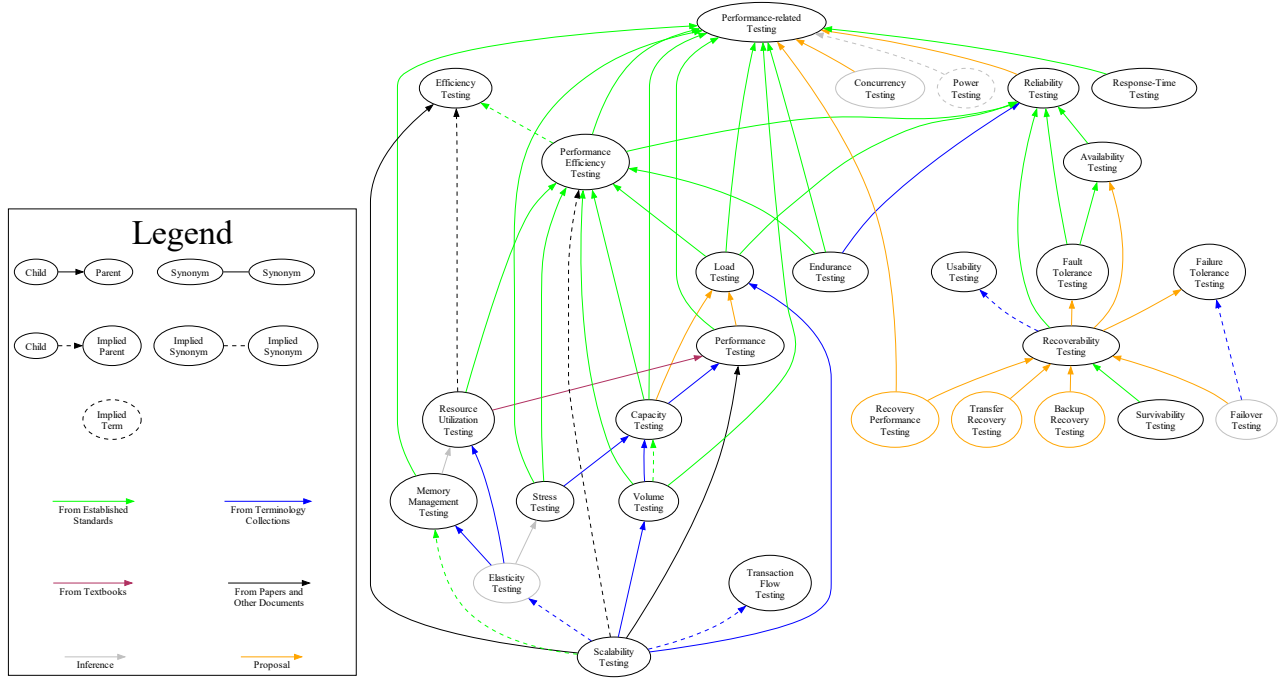 Performance-related
Testing
Efficiency
Testing
Concurrency
Testing
Power
Testing
Reliability
Testing
Response-Time
Testing
Performance
Efficiency
Testing
Availability
Testing
Load
Testing
Endurance
Testing
Usability
Testing
Fault
Tolerance
Testing
Failure
Tolerance
Testing
Performance
Testing
Recoverability
Testing
Resource
Utilization
Testing
Capacity
Testing
Recovery
Performance
Testing
Transfer
Recovery
Testing
Backup
Recovery
Testing
Survivability
Testing
Failover
Testing
Memory
Management
Testing
Stress
Testing
Volume
Testing
Elasticity
Testing
Transaction
Flow
Testing
Scalability
Testing
Legend
Child
Parent
Synonym
Synonym
Child
Implied
Parent
Implied
Synonym
Implied
Synonym
Implied
Term
From Established
Standards
From Terminology
Collections
From Textbooks
From Papers and
Other Documents
Inference
Proposal